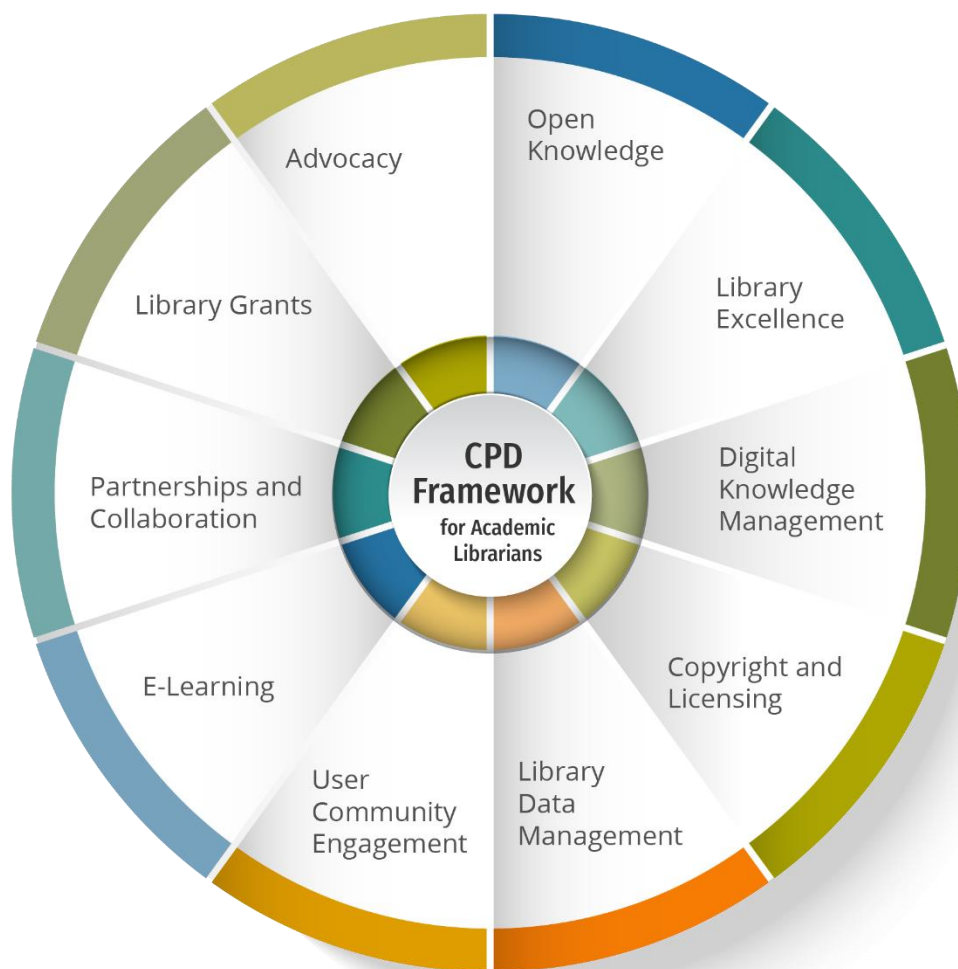 CPD
Framework
for Academic
Librarians
Open
Knowledge
Library
Excellence
Digital
Knowledge
Management
Copyright and
Licensing
Library
Data
Management
User
Community
Engagement
E-Learning
Partnerships and
Collaboration
Library Grants
Advocacy